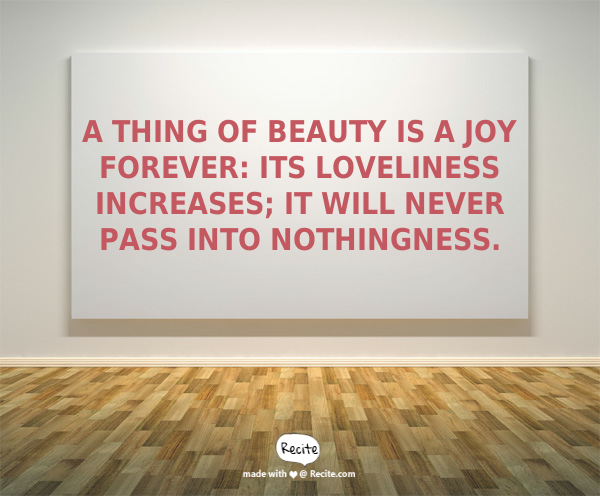 A THING OF BEAUTY IS A JOY
FOREVER: ITS LOVELINESS
INCREASES; IT WILL NEVER
PASS INTO NOTHINGNESS.
Recite
made with ❤ @ Recite.com